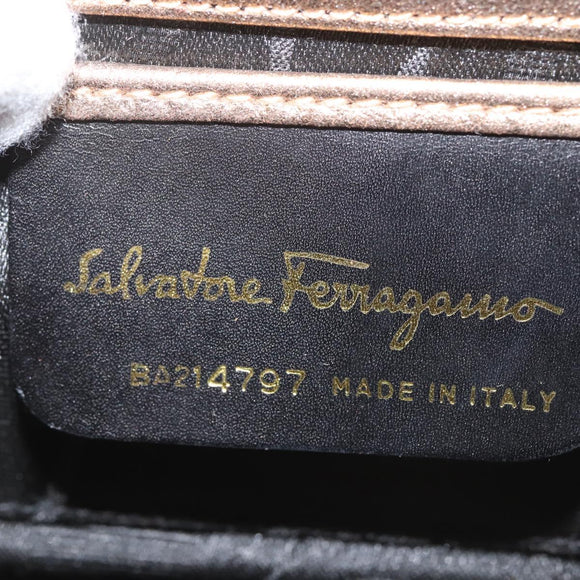 Salvatore Ferragamo
BA214797 MADE IN ITALY